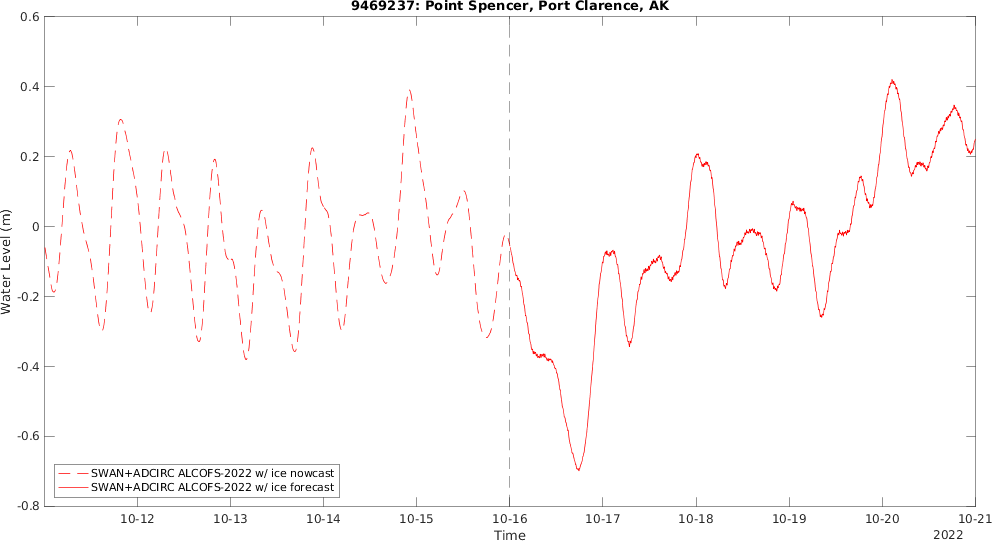 9469237: Point Spencer, Port Clarence, AK
0.6
0.4
0.2
0
-0.2
-0.4
-0.6
-0.8
Water Level (m)
SWAN+ADCIRC ALCOFS-2022 w/ ice nowcast
SWAN+ADCIRC ALCOFS-2022 w/ ice forecast
10-12 10-13 10-14 10-15 10-16 10-17 10-18 10-19 10-20 10-21
Time
2022